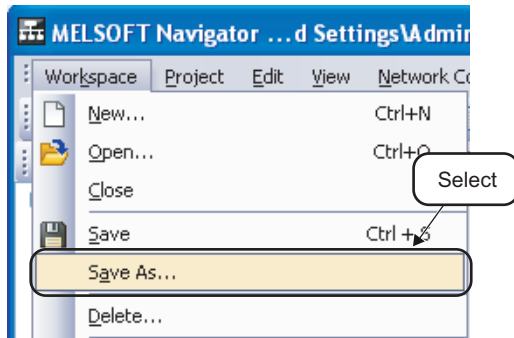 MELSOFT Navigator ...d Settings\Admir
Workspace Project Edit View Network Co
New... Ctrl+N
Open... Ctrl+O
Close
Select
Save Ctrl + S
Save As...
Delete...